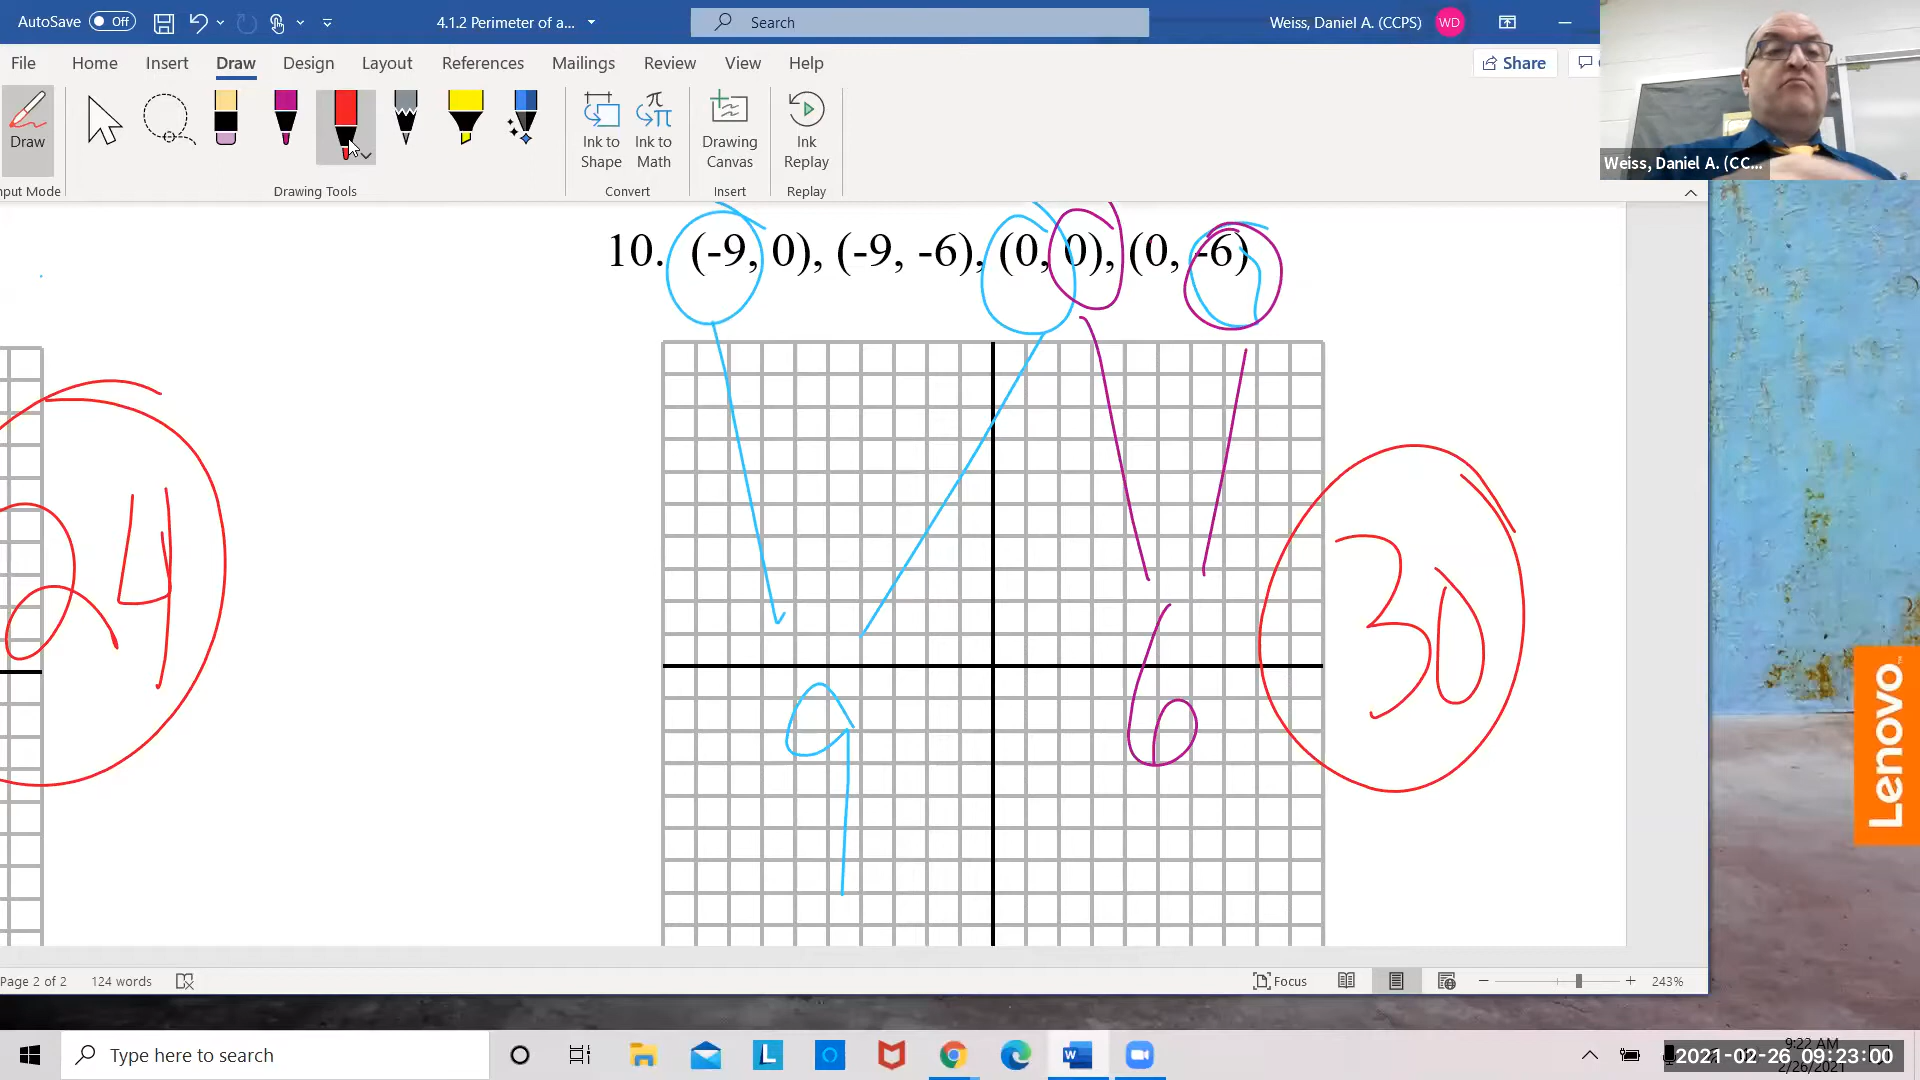 AutoSave Off 4.1.2 Perimeter of a... Search Weiss, Daniel A. (CCPS) WD
File Home Insert Draw Design Layout References Mailings Review View Help Share
Draw Ink to Shape Ink to Math Drawing Canvas Ink Replay
Input Mode Drawing Tools Convert Insert Replay
Weiss, Daniel A. (CC...
10. (-9, 0), (-9, -6), (0, 0), (0, -6)
24
30
9
6
Lenovo
Page 2 of 2 124 words Focus 243%
Type here to search
9:22 AM
2021-02-26 09:23:00